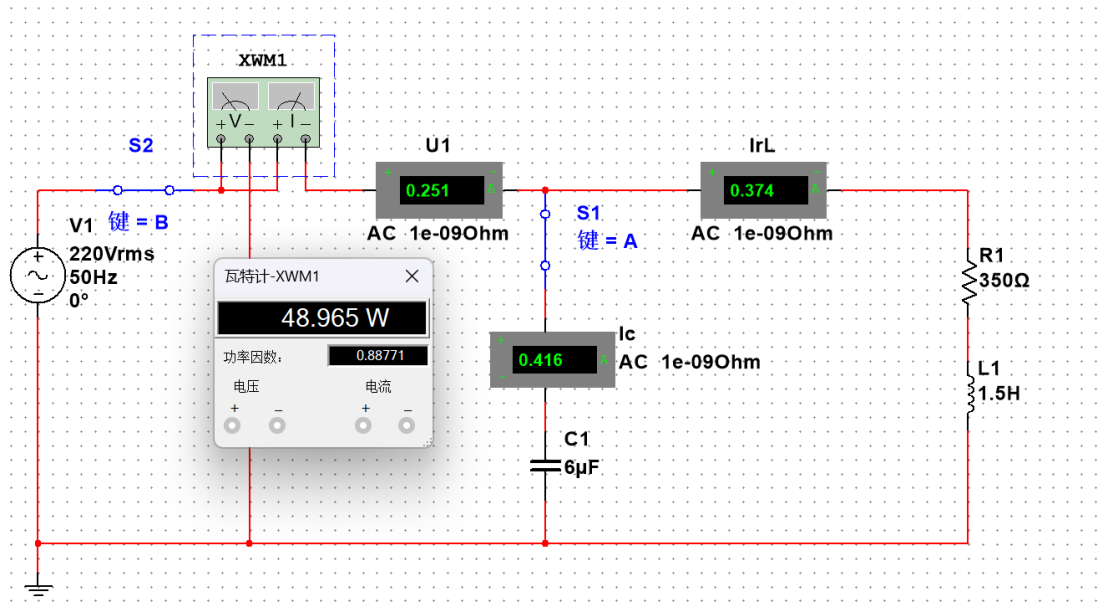 XWM1
V
I
S2
键 = B
V1
220Vrms
50Hz
0°
U1
0.251
A
AC 1e-09Ohm
IrL
0.374
A
AC 1e-09Ohm
S1
键 = A
R1
350Ω
瓦特计-XWM1
48.965 W
功率因数:
0.88771
电压
电流
+
−
+
−
Ic
0.416
A
AC 1e-09Ohm
L1
1.5H
C1
6μF